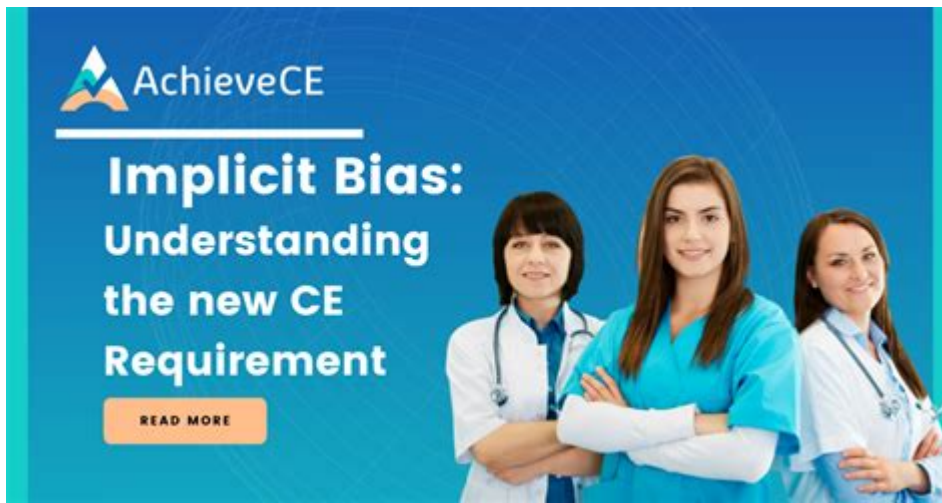 AchieveCE
Implicit Bias:
Understanding
the new CE
Requirement
READ MORE